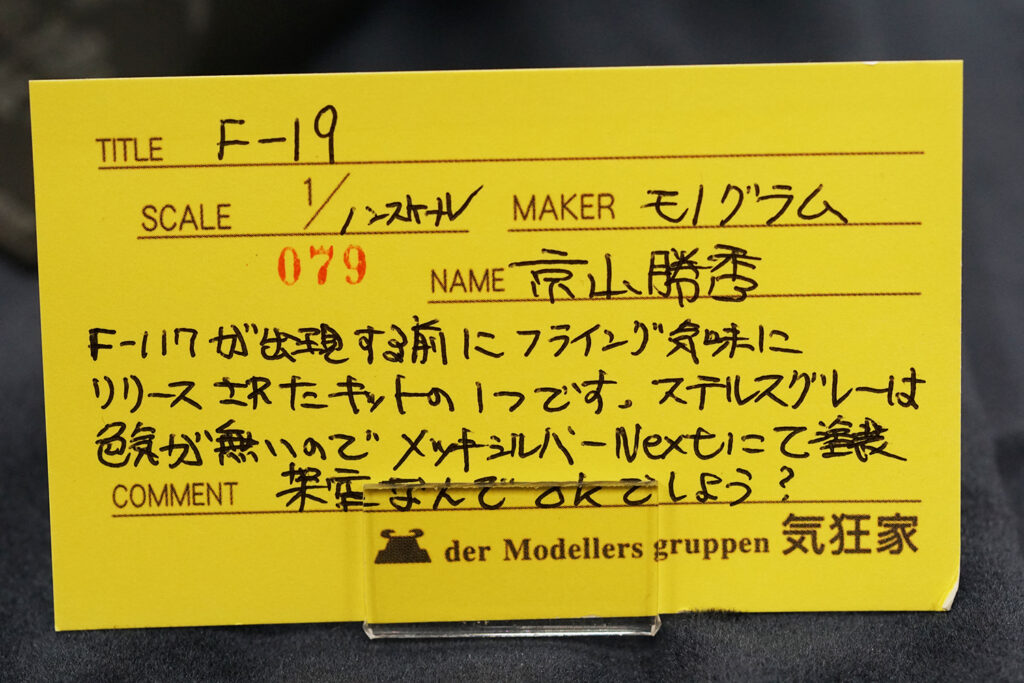 TITLE F-19
SCALE 1/ノンスケール MAKER モノグラム
079
NAME 京山勝秀
F-117が出現する前にフライング気味に
リリースされたキットの1つです。ステルスグレーは
色気が無いのでメッキシルバーNextにて塗装
COMMENT 架空なんでokでしょう?
der Modellers gruppen 気狂家